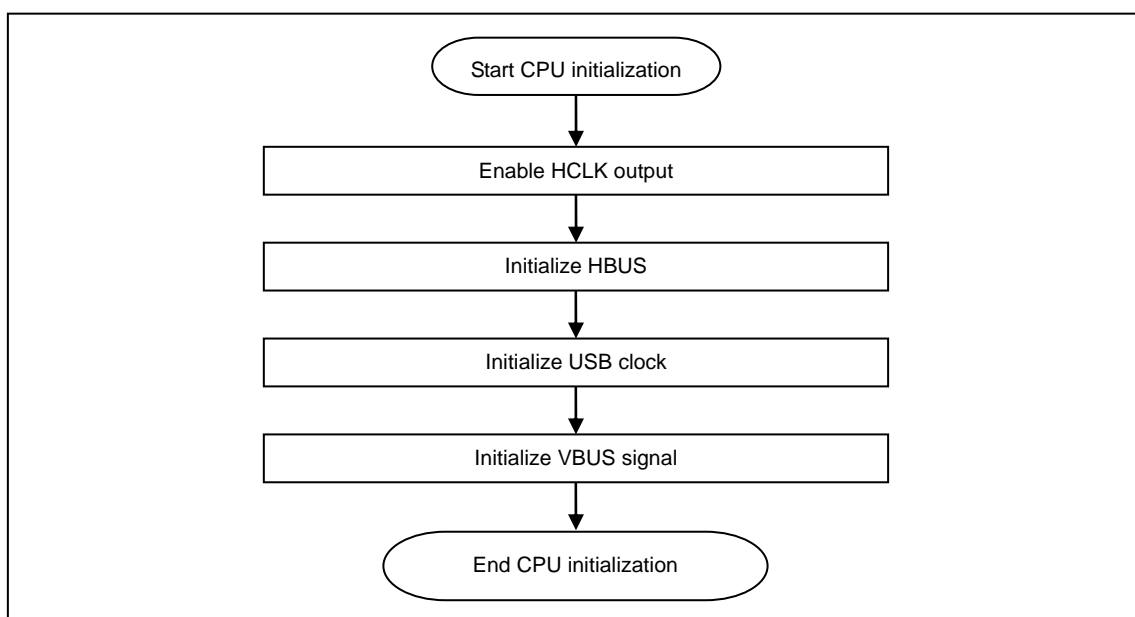 Start CPU initialization
Enable HCLK output
Initialize HBUS
Initialize USB clock
Initialize VBUS signal
End CPU initialization